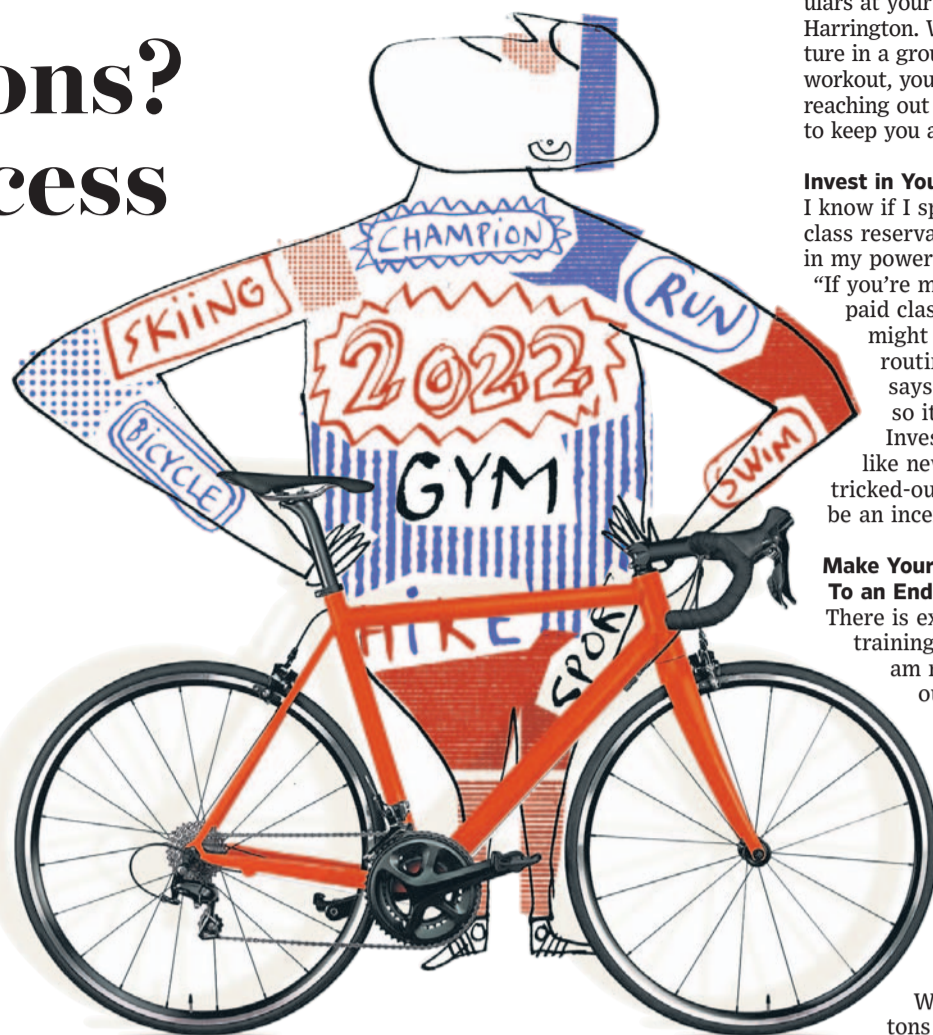 ons?
cess
CHAMPiON
SKiiNG
RUN
2022
BiCYCLE
SWiM
GYM
HiKE
SPOR
ulars at your
Harrington. W
ture in a grou
workout, you
reaching out
to keep you a
Invest in You
I know if I sp
class reserva
in my power
“If you’re m
paid clas
might
routin
says
so it
Inves
like nev
tricked-ou
be an ince
Make Your
To an End
There is ex
training
am r
ou
W
tons